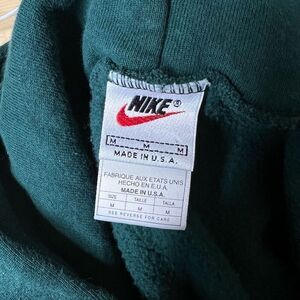 NIKE ®
M M M
MADE IN U.S.A.
FABRIQUE AUX ETATS UNIS
HECHO EN E.U.A.
MADE IN U.S.A.
SIZE TAILLE TALLA
M M M
SEE REVERSE FOR CARE